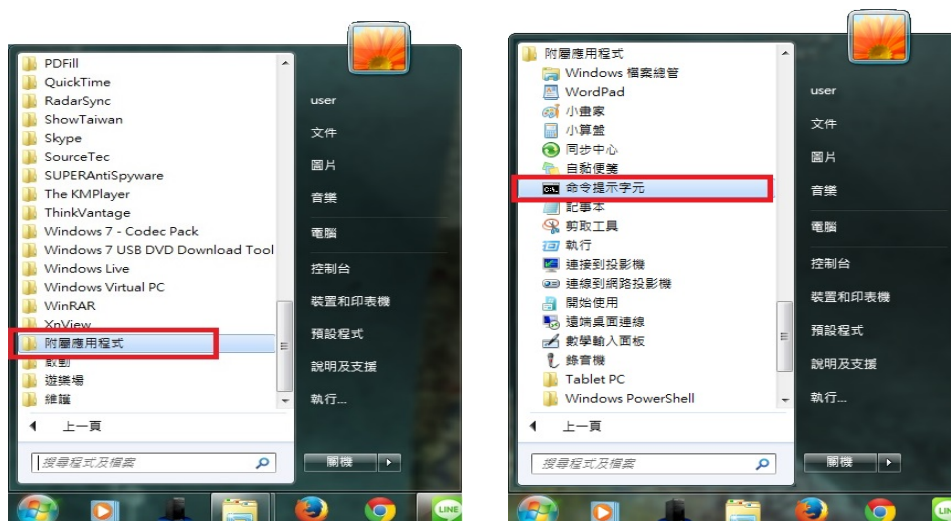 PDFill
QuickTime
RadarSync
ShowTaiwan
Skype
SourceTec
SUPERAntiSpyware
The KMPlayer
ThinkVantage
Windows 7 - Codec Pack
Windows 7 USB DVD Download Tool
Windows Live
Windows Virtual PC
WinRAR
XnView
附屬應用程式
啟動
遊樂場
維護
上一頁
搜尋程式及檔案
user
文件
圖片
音樂
電腦
控制台
裝置和印表機
預設程式
說明及支援
執行...
關機
LINE
附屬應用程式
Windows 檔案總管
WordPad
小畫家
小算盤
同步中心
自黏便箋
命令提示字元
記事本
剪取工具
執行
連接到投影機
連線到網路投影機
開始使用
遠端桌面連線
數學輸入面板
錄音機
Tablet PC
Windows PowerShell
上一頁
搜尋程式及檔案
user
文件
圖片
音樂
電腦
控制台
裝置和印表機
預設程式
說明及支援
執行...
關機